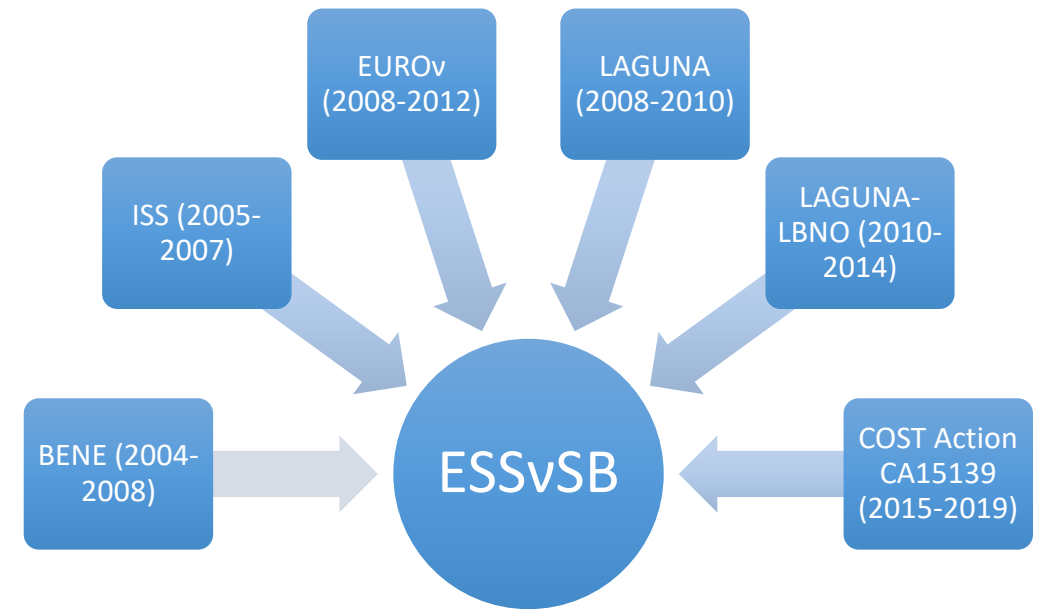 EUROν
(2008-2012)
LAGUNA
(2008-2010)
ISS (2005-
2007)
LAGUNA-
LBNO (2010-
2014)
BENE (2004-
2008)
ESSνSB
COST Action
CA15139
(2015-2019)